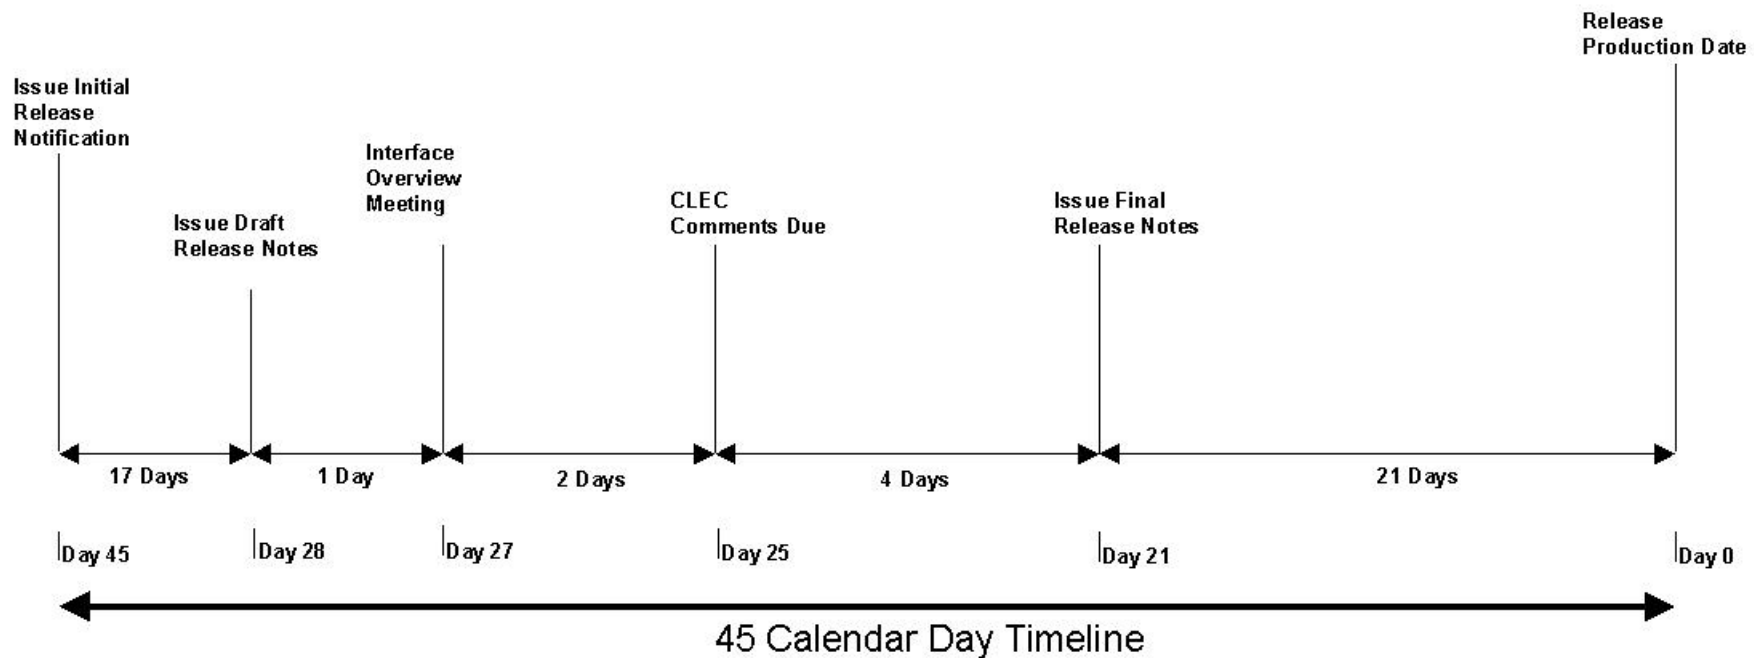 Release
Production Date
Issue Initial
Release
Notification
Interface
Overview
Meeting
CLEC
Comments Due
Issue Final
Release Notes
Issue Draft
Release Notes
17 Days
1 Day
2 Days
4 Days
21 Days
Day 45
Day 28
Day 27
Day 25
Day 21
Day 0
45 Calendar Day Timeline